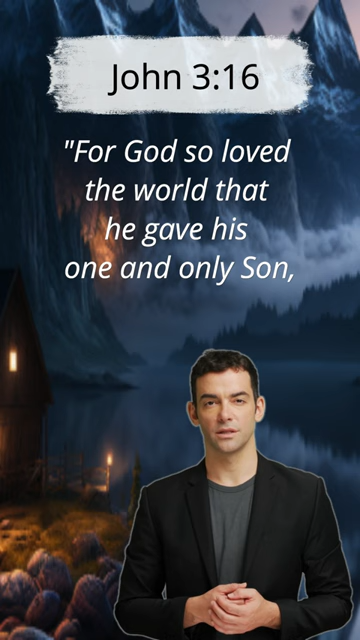 John 3:16
"For God so loved
the world that
he gave his
one and only Son,